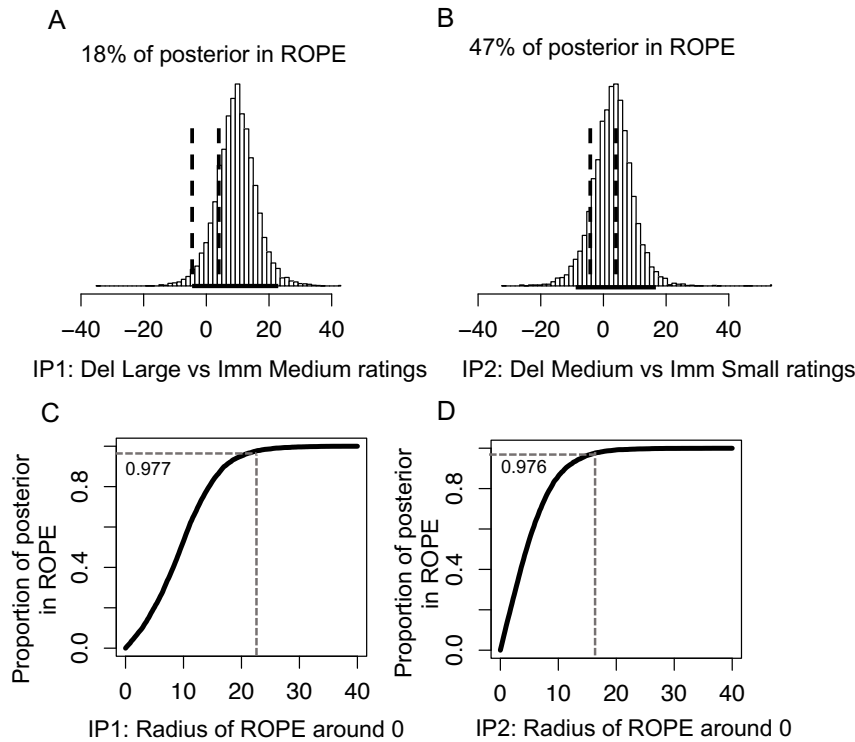 A
18% of posterior in ROPE
−40 −20 0 20 40
IP1: Del Large vs Imm Medium ratings
B
47% of posterior in ROPE
−40 −20 0 20 40
IP2: Del Medium vs Imm Small ratings
C
Proportion of posterior
in ROPE
0.0 0.4 0.8
0.977
0 10 20 30 40
IP1: Radius of ROPE around 0
D
Proportion of posterior
in ROPE
0.0 0.4 0.8
0.976
0 10 20 30 40
IP2: Radius of ROPE around 0